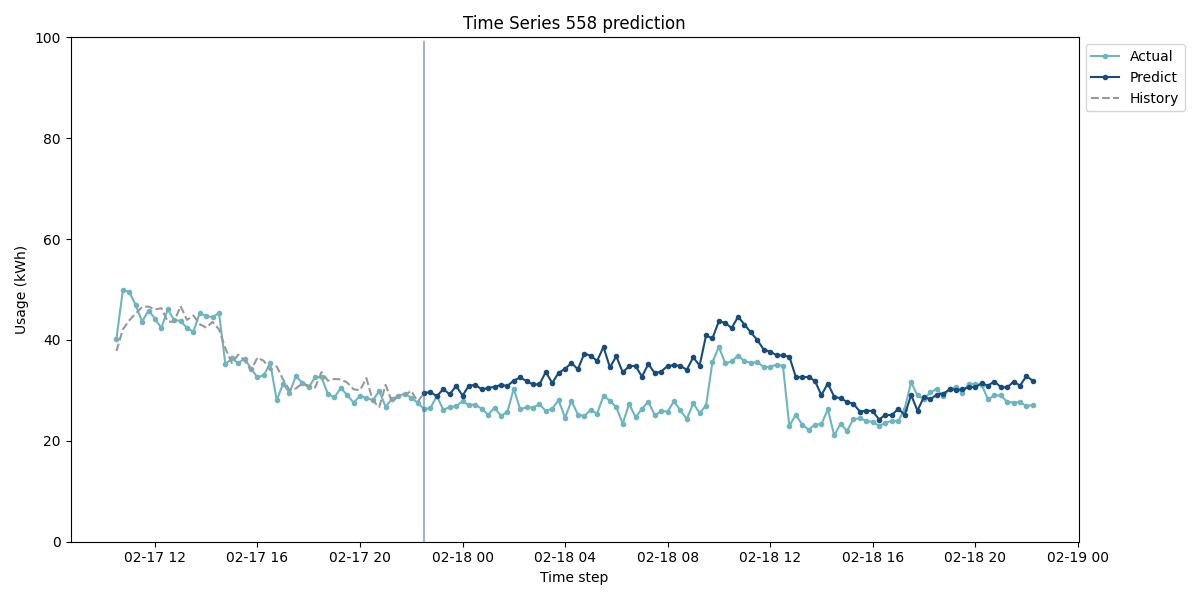 Time Series 558 prediction
100
80
60
40
20
0
Usage (kWh)
02-17 12 02-17 16 02-17 20 02-18 00 02-18 04 02-18 08 02-18 12 02-18 16 02-18 20 02-19 00
Time step
Actual
Predict
History